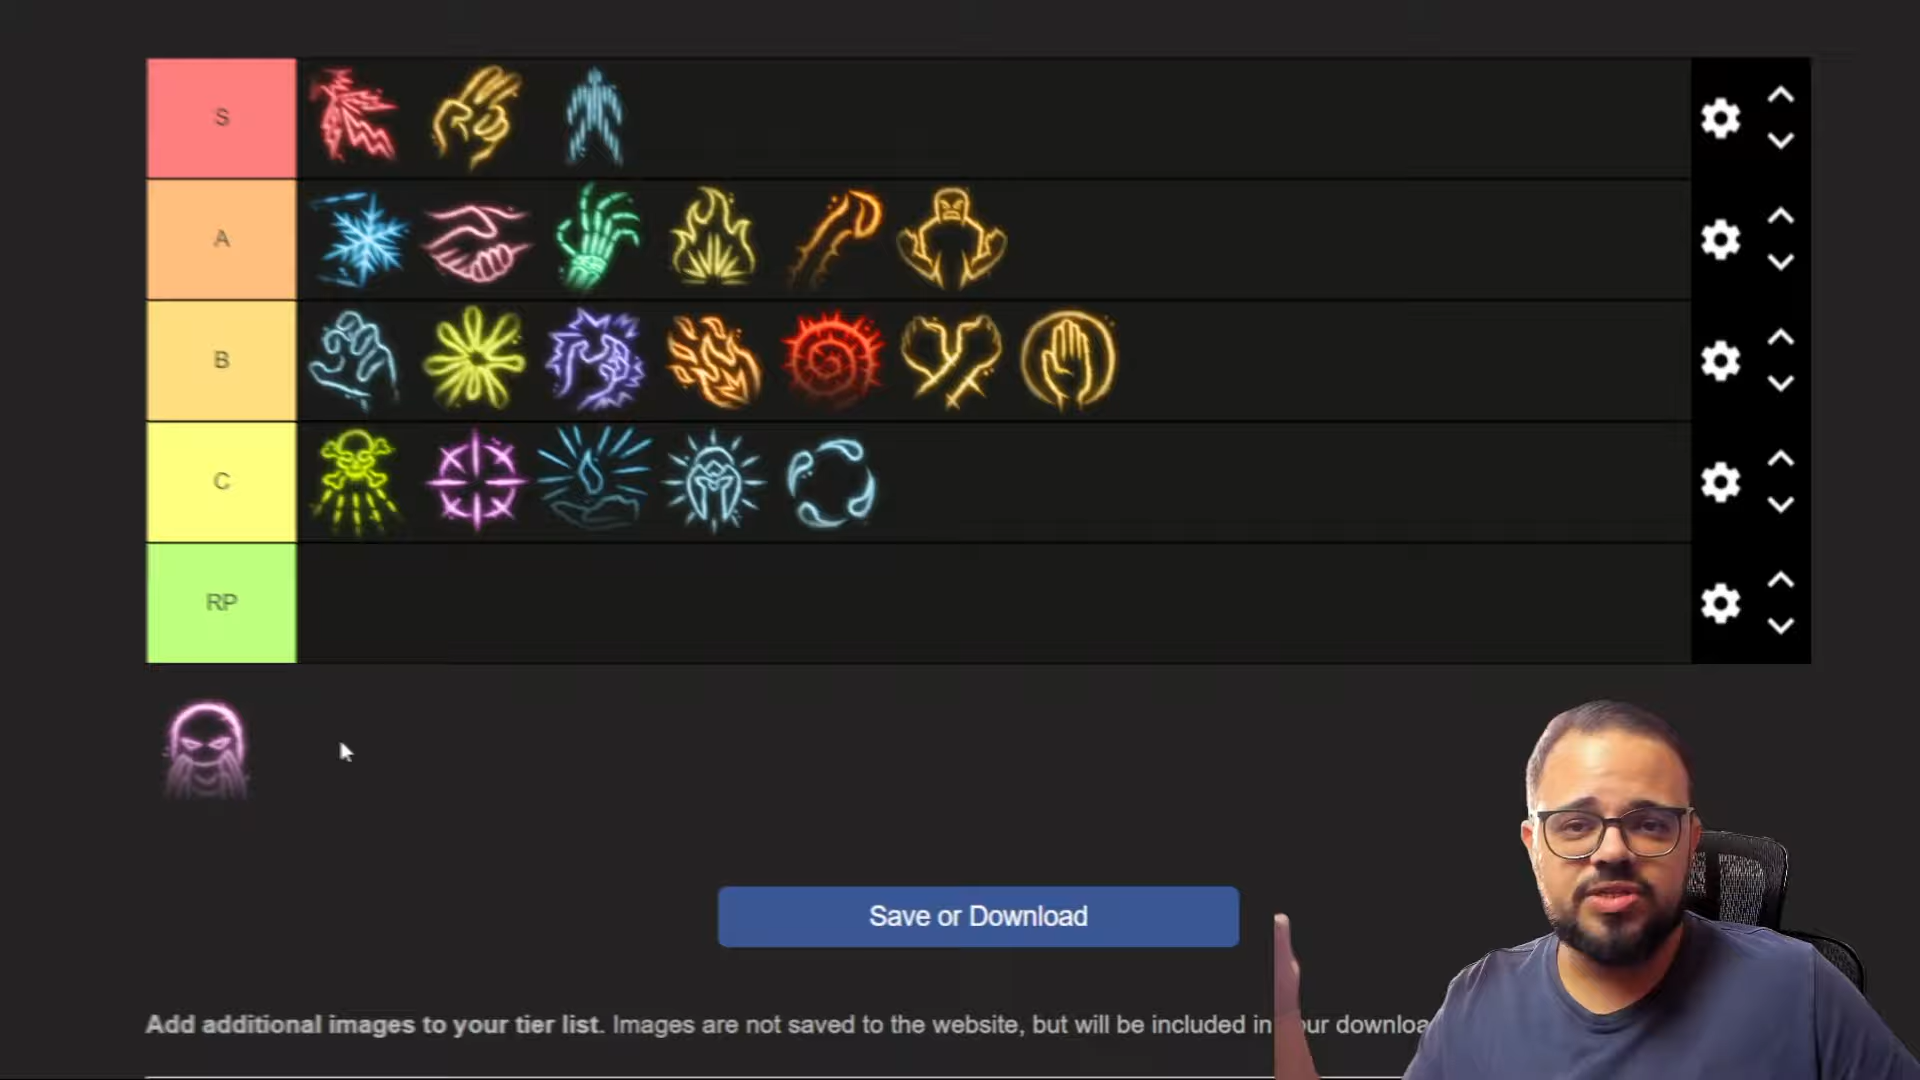 S
A
B
C
RP
Save or Download
Add additional images to your tier list. Images are not saved to the website, but will be included in